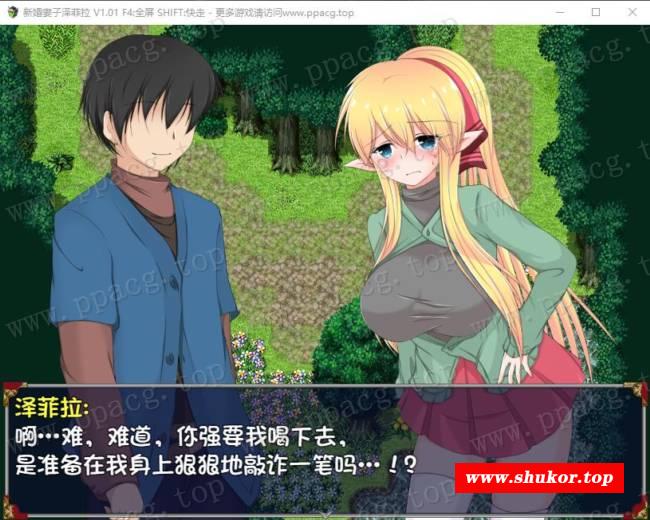 新婚妻子泽菲拉 V1.01 F4:全屏 SHIFT:快走 - 更多游戏请访问www.ppacg.top
www.ppacg.top
泽菲拉:
啊…难，难道，你强要我喝下去，
是准备在我身上狠狠地敲诈一笔吗…！？
www.shukor.top